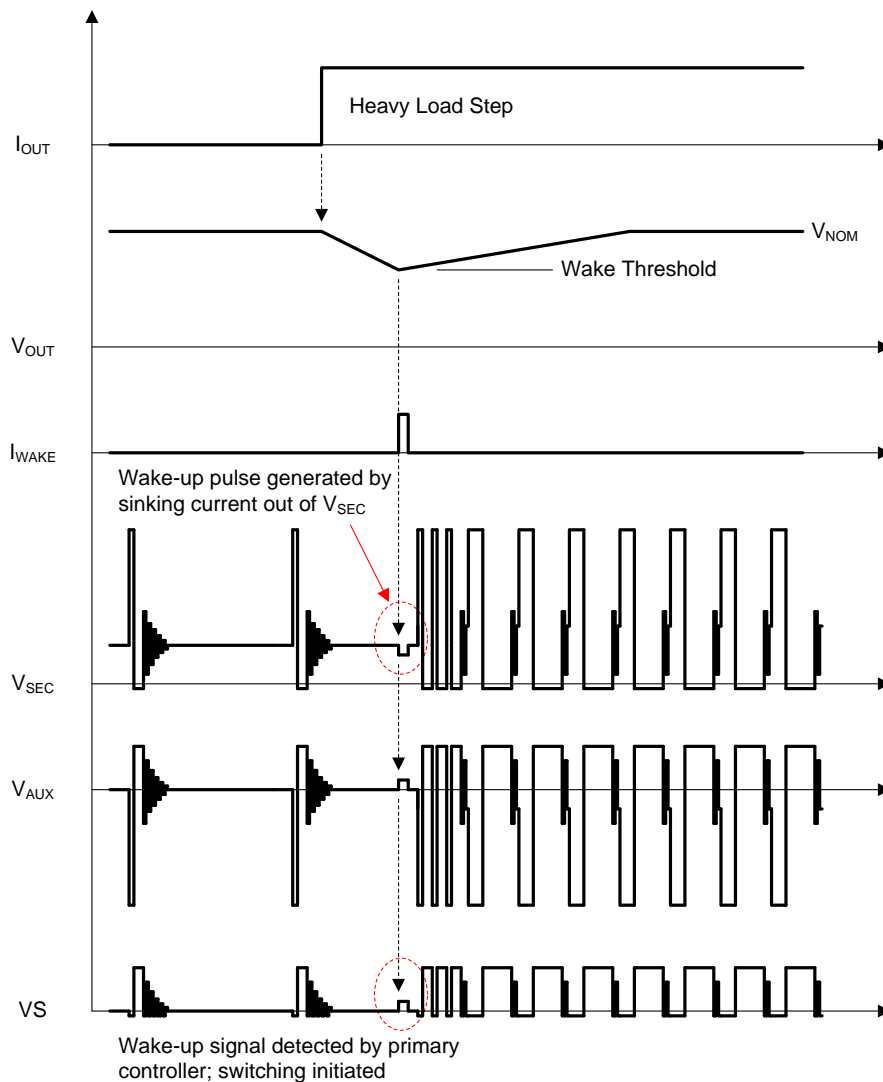 Heavy Load Step
IOUT
VNOM
Wake Threshold
VOUT
IWAKE
Wake-up pulse generated by
sinking current out of VSEC
VSEC
VAUX
VS
Wake-up signal detected by primary
controller; switching initiated